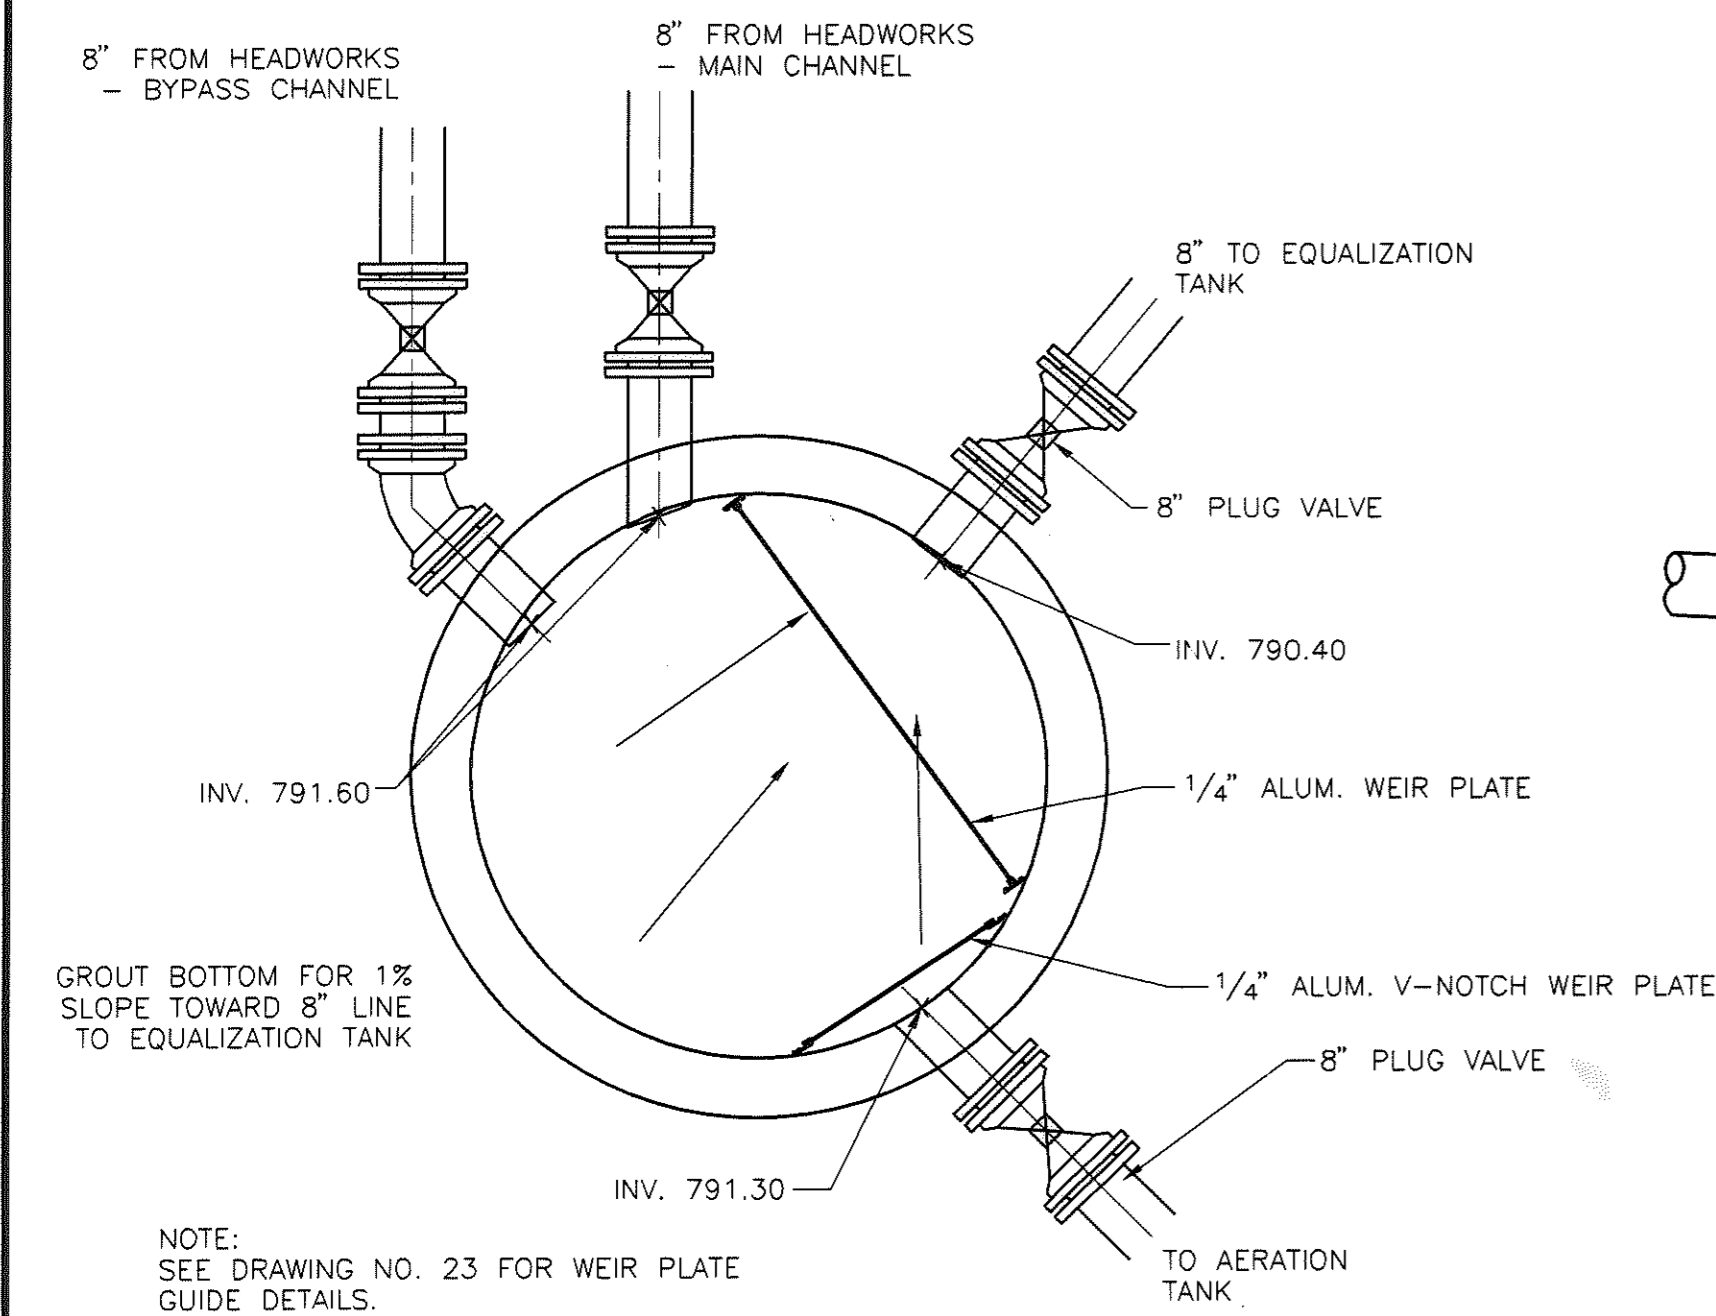 8” FROM HEADWORKS
– BYPASS CHANNEL
8” FROM HEADWORKS
– MAIN CHANNEL
8” TO EQUALIZATION
TANK
8” PLUG VALVE
INV. 790.40
INV. 791.60
1/4” ALUM. WEIR PLATE
GROUT BOTTOM FOR 1%
SLOPE TOWARD 8” LINE
TO EQUALIZATION TANK
1/4” ALUM. V–NOTCH WEIR PLATE
8” PLUG VALVE
INV. 791.30
NOTE:
SEE DRAWING NO. 23 FOR WEIR PLATE
GUIDE DETAILS.
TO AERATION
TANK